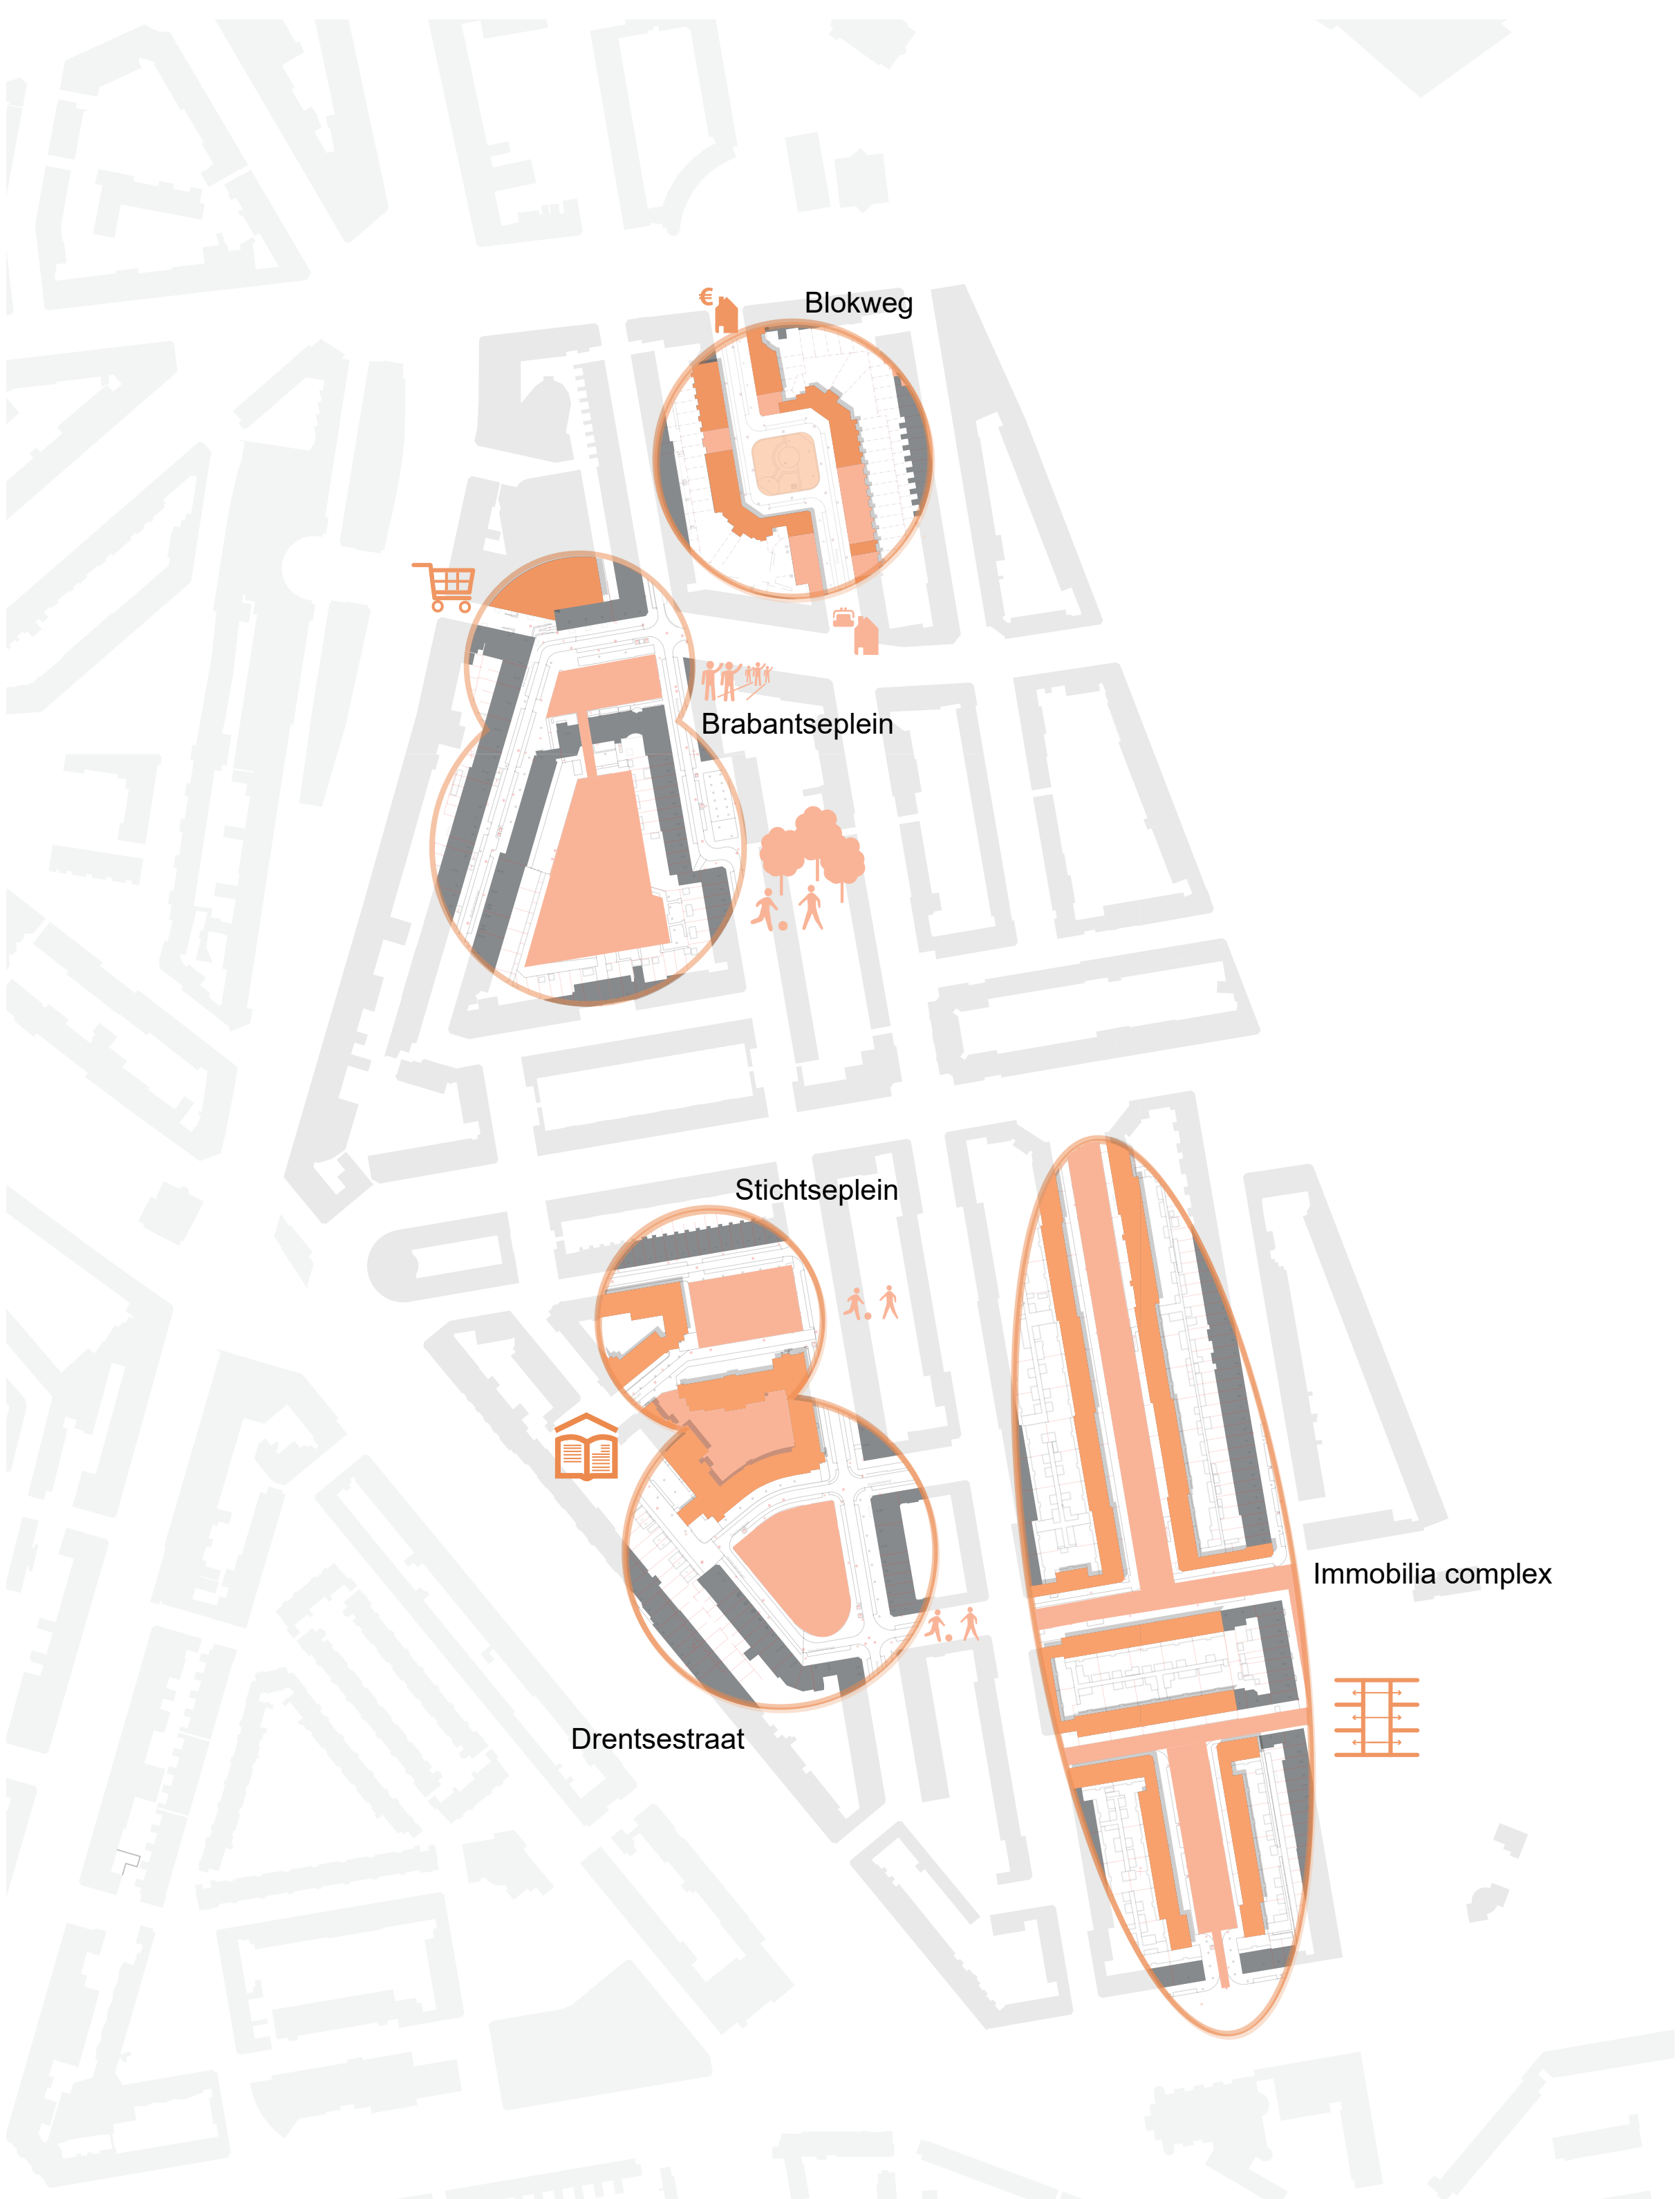 €
Blokweg
Brabantseplein
Stichtseplein
Immobilia complex
Drentsestraat